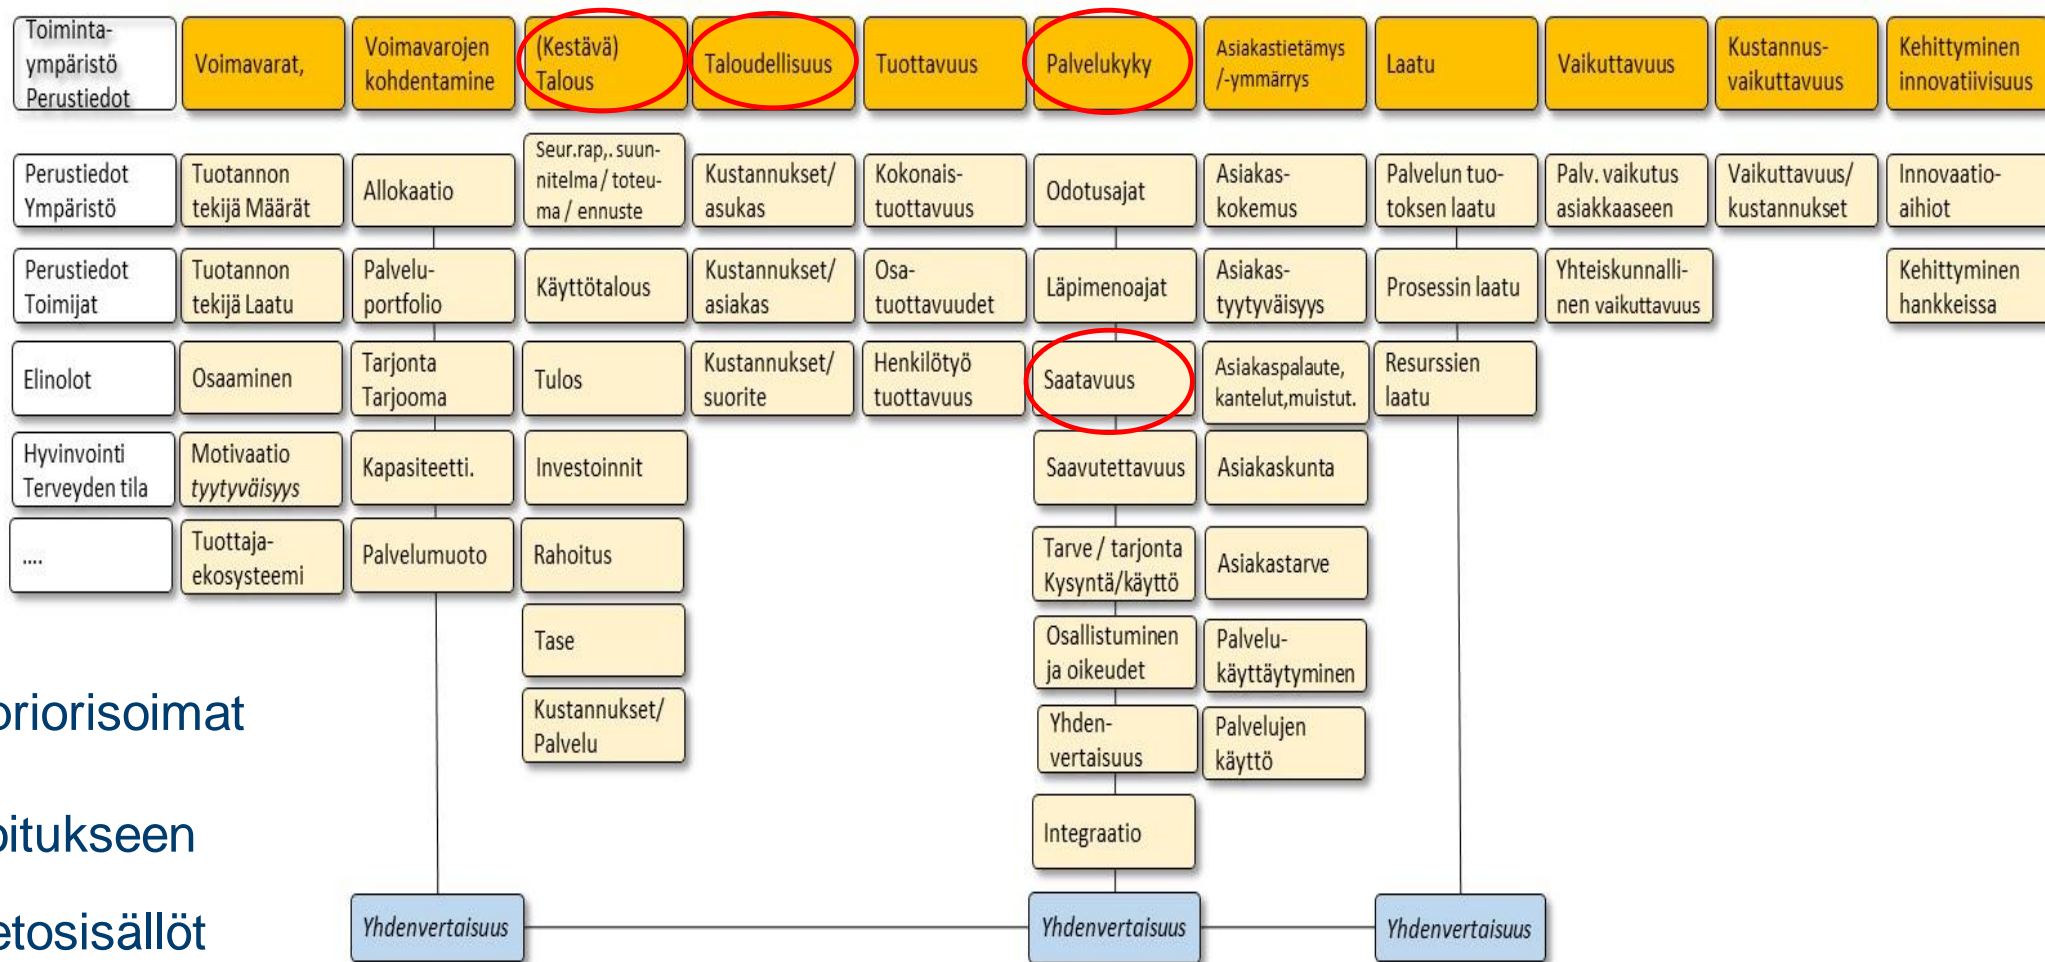 Toiminta-
ympäristö
Perustiedot
Voimavarat,
Voimavarojen
kohdentamine
(Kestävä)
Talous
Taloudellisuus
Tuottavuus
Palvelukyky
Asiakastietämys
/-ymmärrys
Laatu
Vaikuttavuus
Kustannus-
vaikuttavuus
Kehittyminen
innovatiivisuus
Perustiedot
Ympäristö
Tuotannon
tekijä Määrät
Allokaatio
Seur.rap,. suun-
nitelma / toteu-
ma / ennuste
Kustannukset/
asukas
Kokonais-
tuottavuus
Odotusajat
Asiakas-
kokemus
Palvelun tuo-
toksen laatu
Palv. vaikutus
asiakkaaseen
Vaikuttavuus/
kustannukset
Innovaatio-
aihiot
Perustiedot
Toimijat
Tuotannon
tekijä Laatu
Palvelu-
portfolio
Käyttötalous
Kustannukset/
asiakas
Osa-
tuottavuudet
Läpimenoajat
Asiakas-
tyytyväisyys
Prosessin laatu
Yhteiskunnalli-
nen vaikuttavuus
Kehittyminen
hankkeissa
Elinolot
Osaaminen
Tarjonta
Tarjooma
Tulos
Kustannukset/
suorite
Henkilötyö
tuottavuus
Saatavuus
Asiakaspalaute,
kantelut,muistut.
Resurssien
laatu
Hyvinvointi
Terveyden tila
Motivaatio
tyytyväisyys
Kapasiteetti.
Investoinnit
Saavutettavuus
Asiakaskunta
....
Tuottaja-
ekosysteemi
Palvelumuoto
Rahoitus
Tarve / tarjonta
Kysyntä/käyttö
Asiakastarve
Tase
Osallistuminen
ja oikeudet
Palvelu-
käyttäytyminen
Kustannukset/
Palvelu
Yhden-
vertaisuus
Palvelujen
käyttö
Integraatio
priorisoimat
oitukseen
etosisällöt
Yhdenvertaisuus
Yhdenvertaisuus
Yhdenvertaisuus